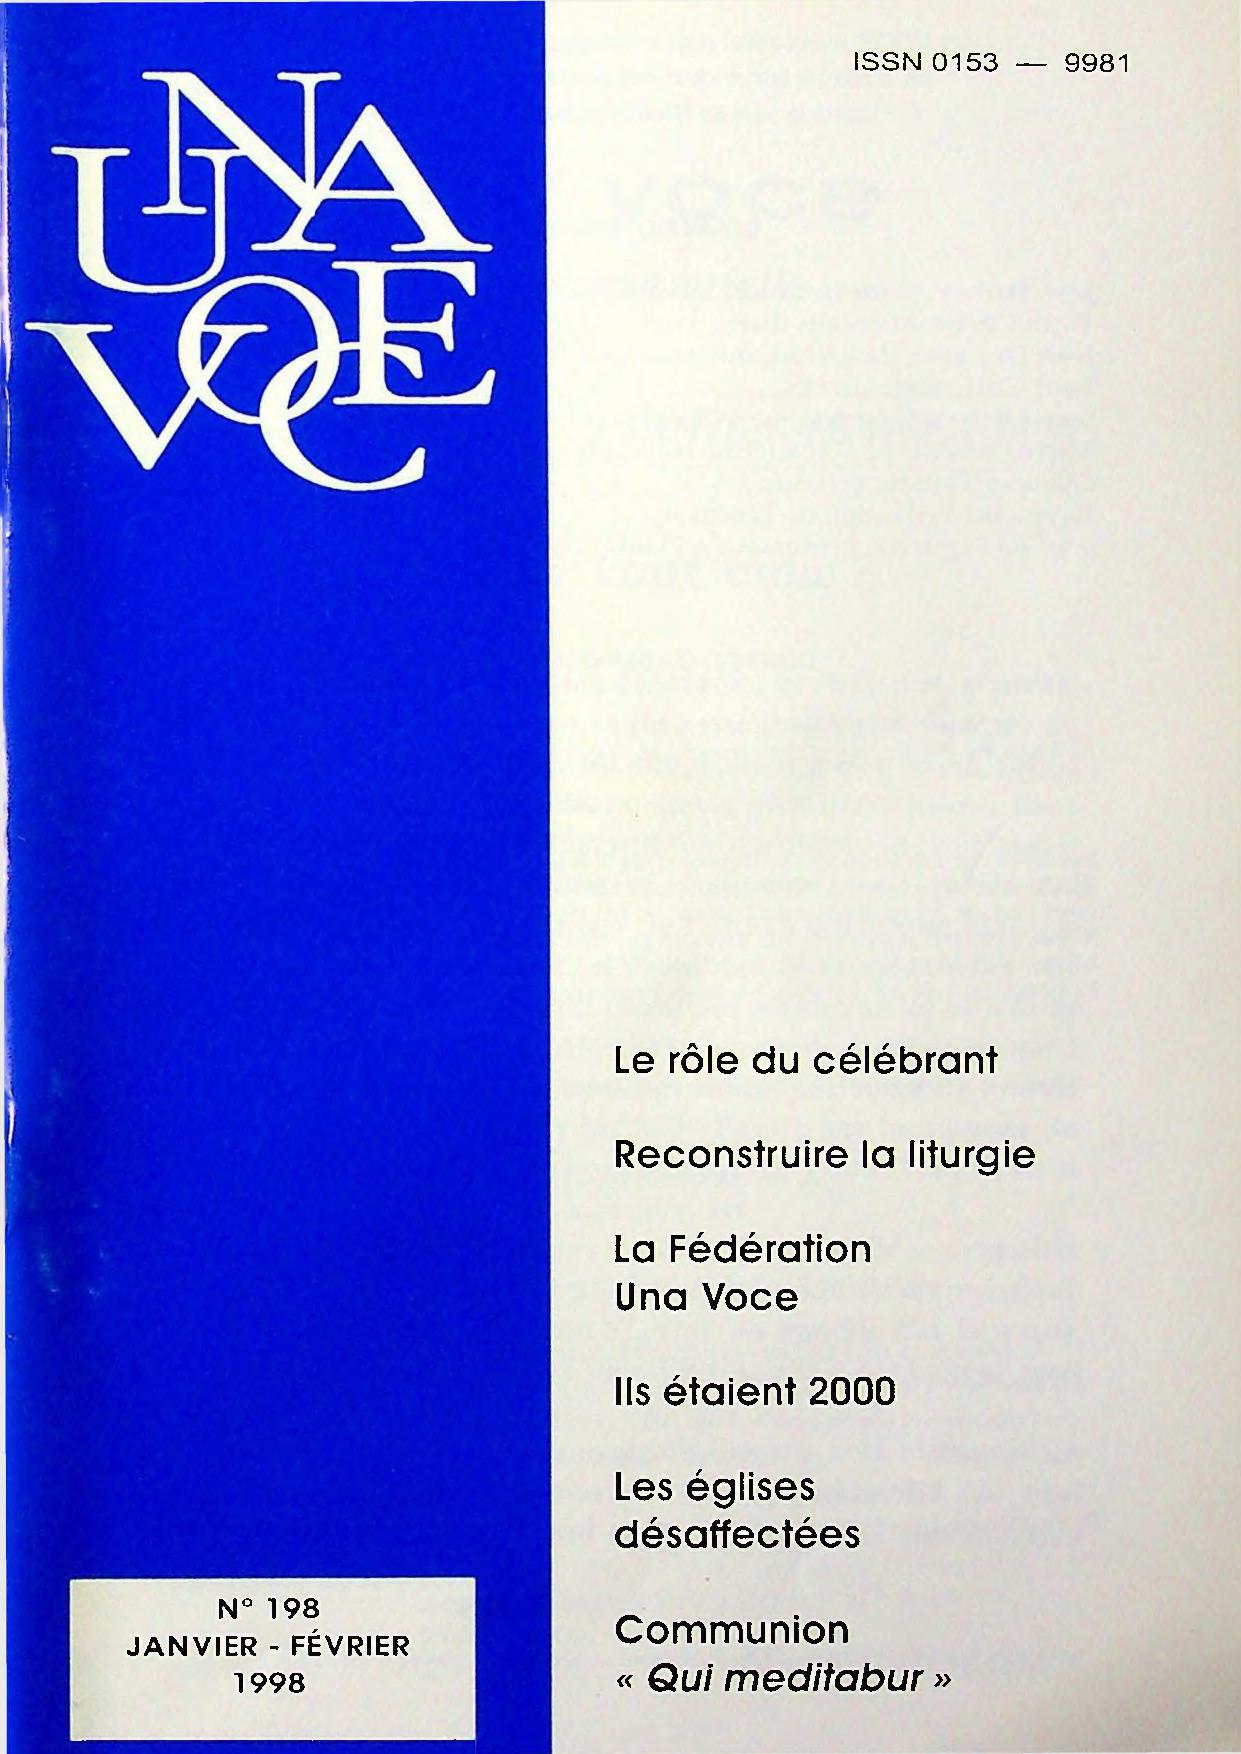 ISSN 0153 — 9981
UNA
VOCE
Le rôle du célébrant
Reconstruire la liturgie
La Fédération
Una Voce
Ils étaient 2000
Les églises
désaffectées
Communion
« Qui meditabur »
N° 198
JANVIER - FÉVRIER
1998